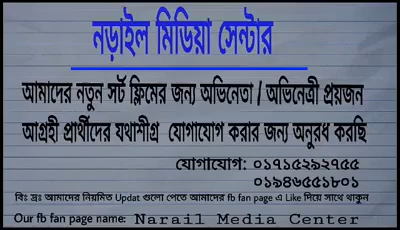 নড়াইল মিডিয়া সেন্টার
আমাদের নতুন সর্ট ফ্লিমের জন্য অভিনেতা / অভিনেত্রী প্রয়জন
আগ্রহী প্রার্থীদের যথাশীগ্র যোগাযোগ করার জন্য অনুরধ করছি
যোগাযোগ: ০১৭১৫২৯২৭৫৫
০১৯৪৬৫৫১৮০১
বিঃ দ্রঃ আমাদের নিয়মিত Updat গুলো পেতে আমাদের fb fan page এ Like দিয়ে সাথে থাকুন
Our fb fan page name: Narail Media Center